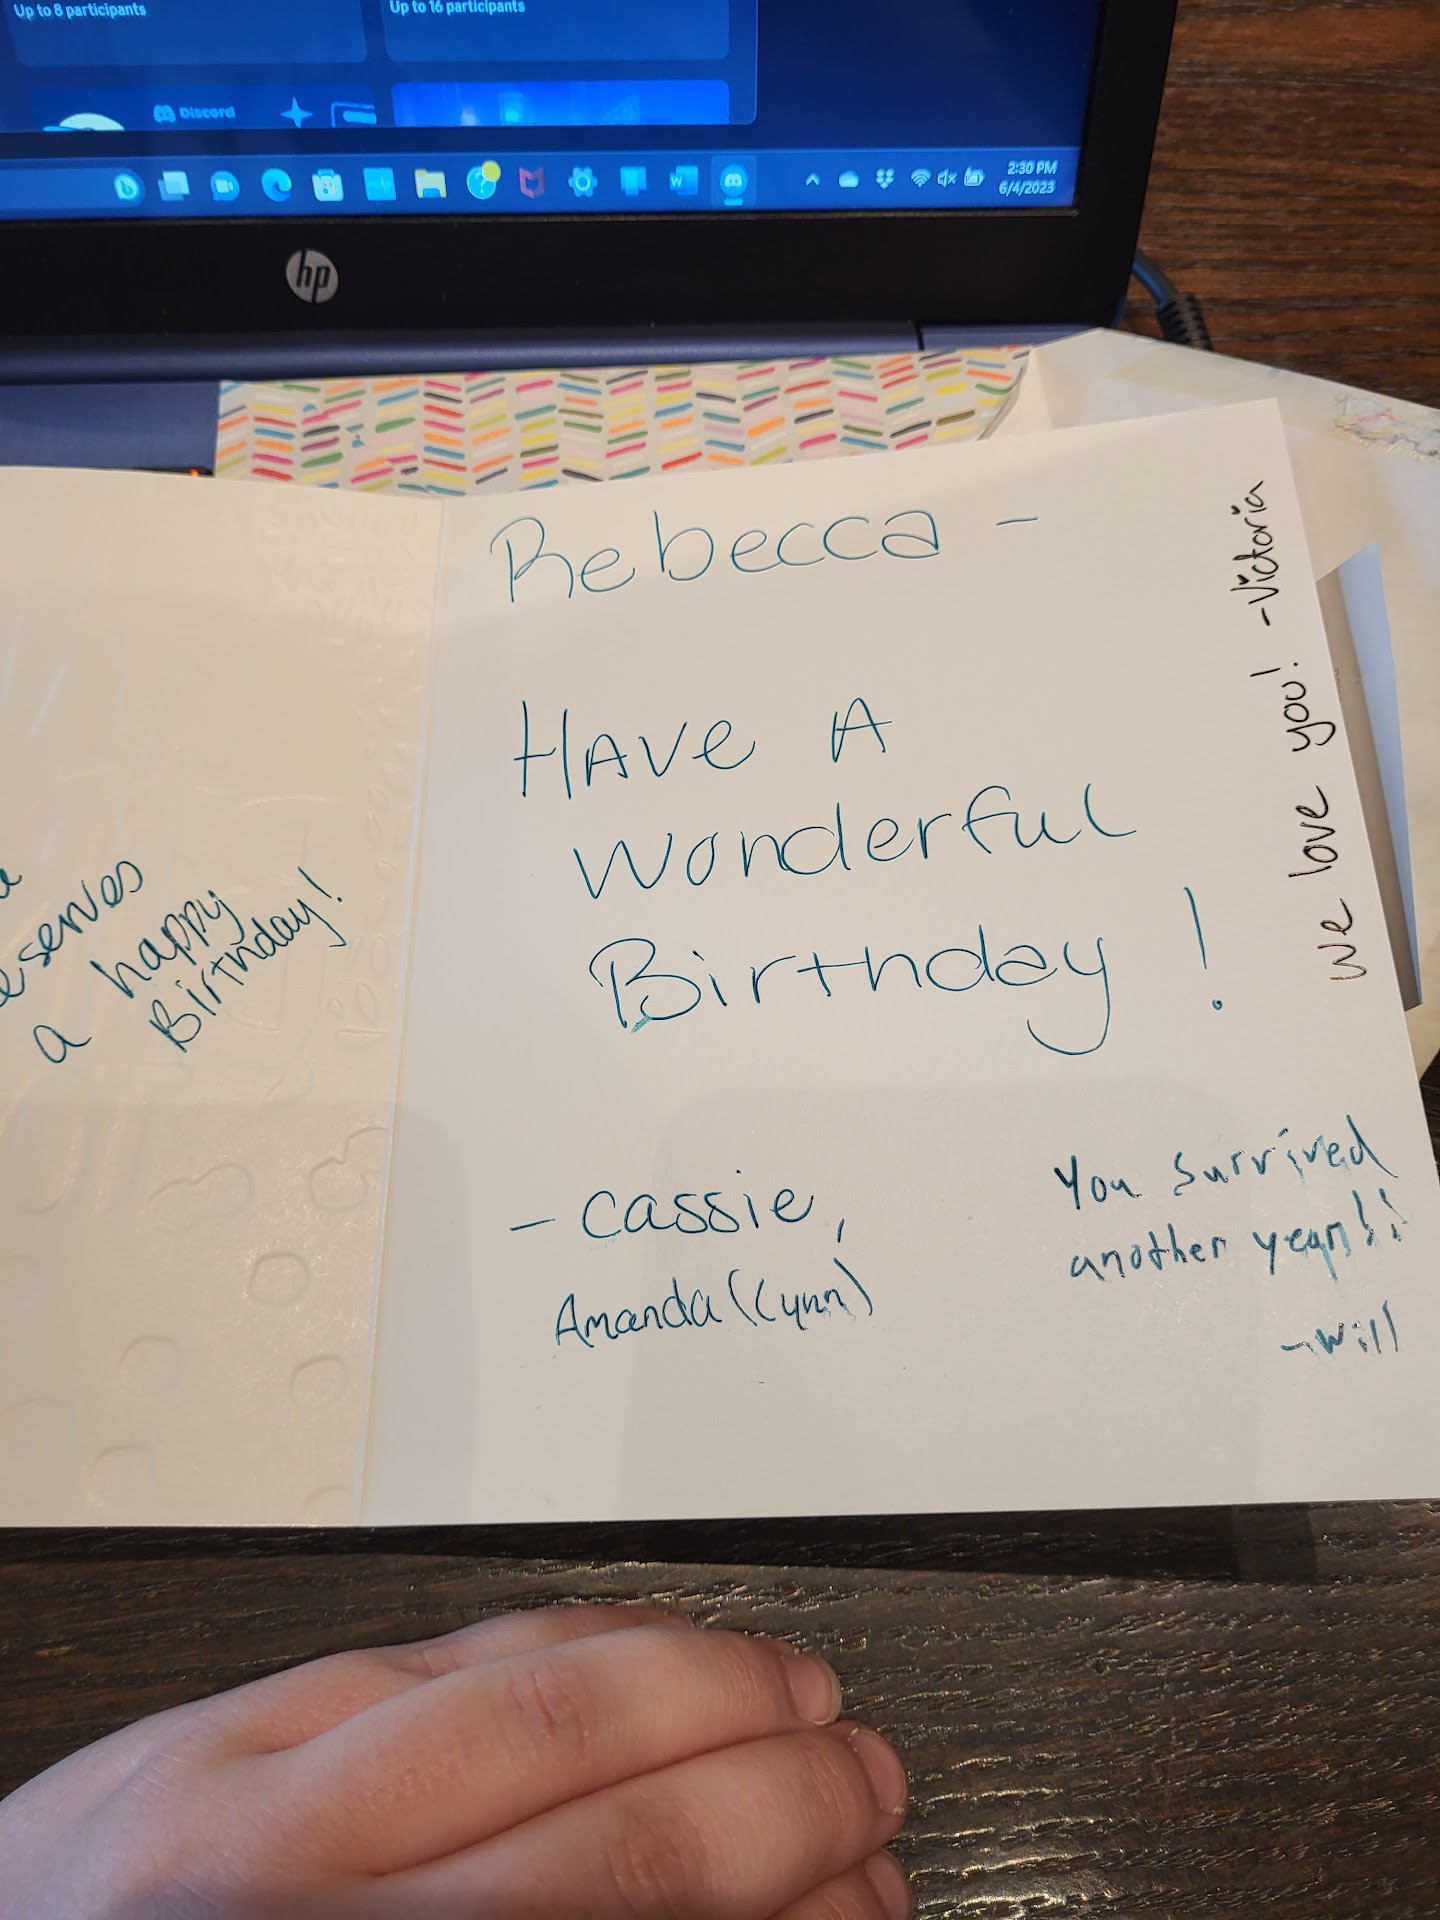 Up to 8 participants
Up to 16 participants
Discord
2:30 PM
6/4/2023
hp
a happy
Birthday!
Rebecca -
Have A
Wonderful
Birthday!
- Cassie,
Amanda (Lynn)
You survived
another year!!
-Will
we love you! -Victoria